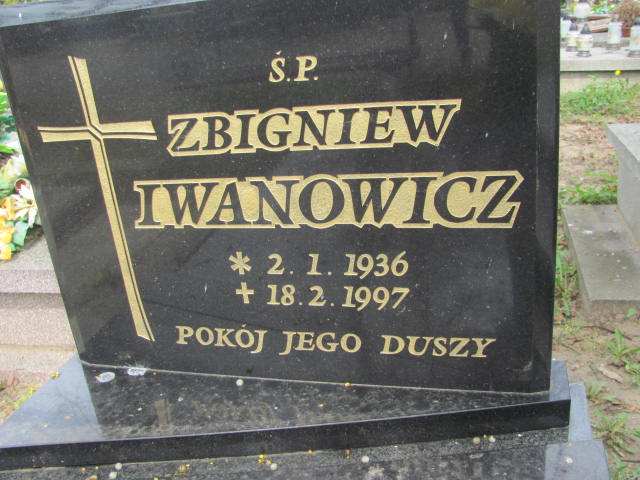 Ś.P.
ZBIGNIEW
IWANOWICZ
* 2. 1. 1936
+ 18. 2. 1997
POKÓJ JEGO DUSZY